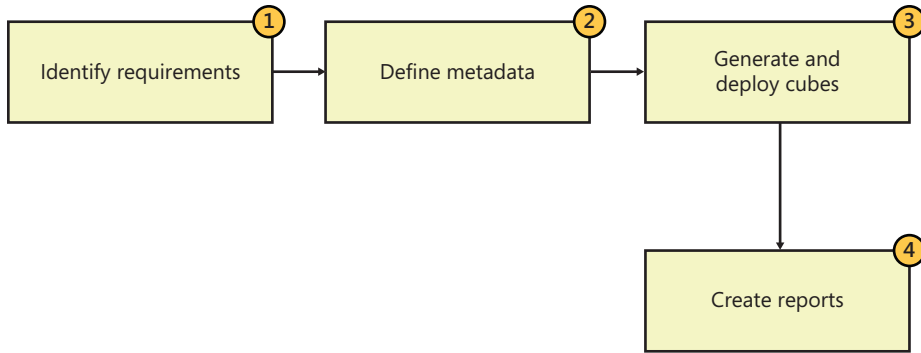 1
Identify requirements
2
Define metadata
3
Generate and
deploy cubes
4
Create reports